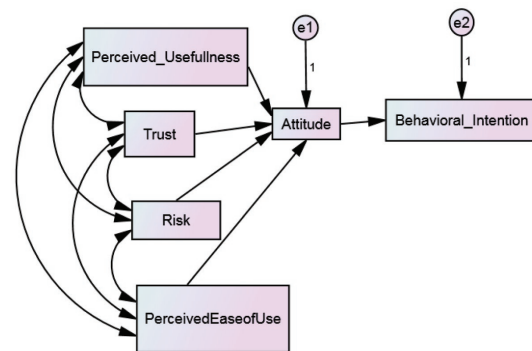 e1
e2
Perceived_Usefullness
1
1
Trust
Attitude
Behavioral_Intention
Risk
PerceivedEaseofUse